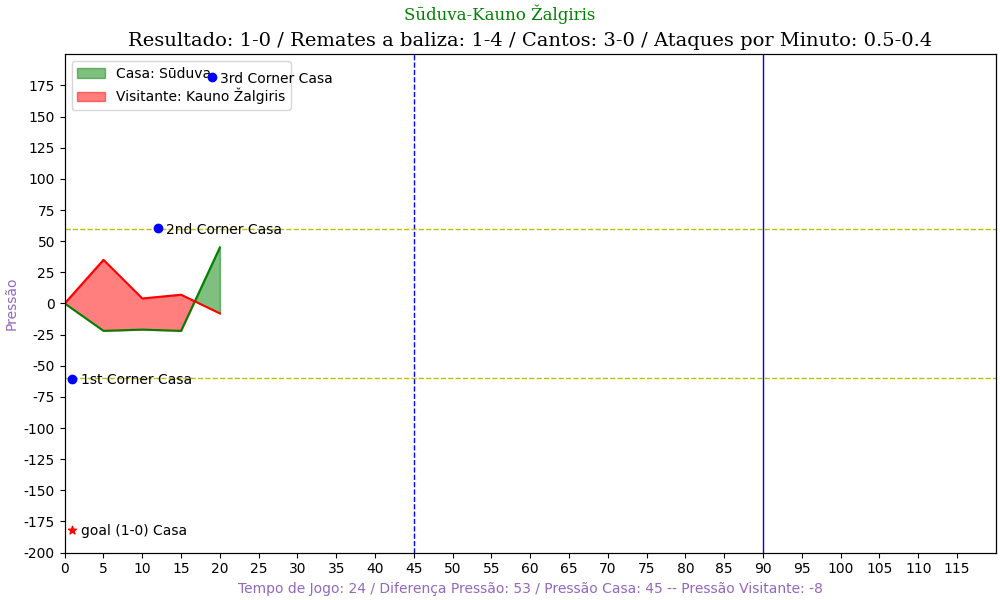 Sūduva-Kauno Žalgiris
Resultado: 1-0 / Remates a baliza: 1-4 / Cantos: 3-0 / Ataques por Minuto: 0.5-0.4
Casa: Sūduva
Visitante: Kauno Žalgiris
3rd Corner Casa
2nd Corner Casa
1st Corner Casa
goal (1-0) Casa
Pressão
175
150
125
100
75
50
25
0
-25
-50
-75
-100
-125
-150
-175
-200
0 5 10 15 20 25 30 35 40 45 50 55 60 65 70 75 80 85 90 95 100 105 110 115
Tempo de Jogo: 24 / Diferença Pressão: 53 / Pressão Casa: 45 -- Pressão Visitante: -8